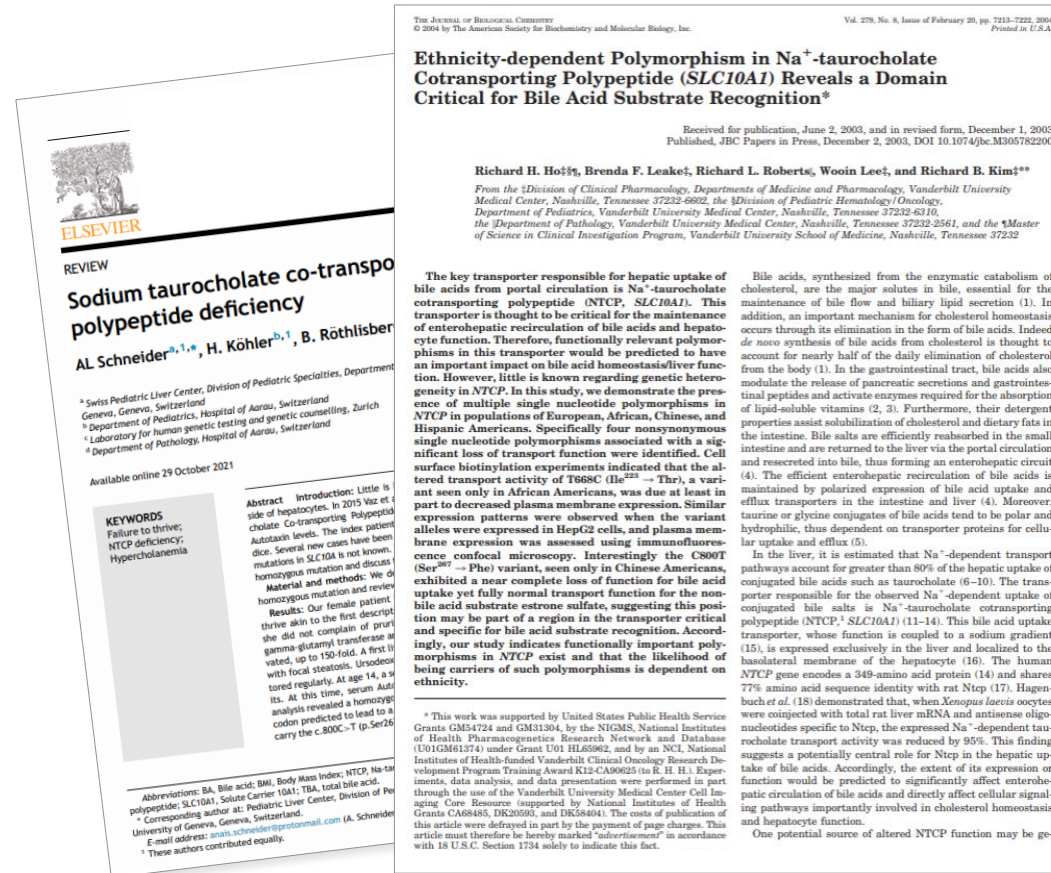 ELSEVIER
REVIEW
Sodium taurocholate co-transpo
polypeptide deficiency
AL Schneidera,1,*, H. Köhlerb,1, B. Röthlisber
a Swiss Pediatric Liver Center, Division of Pediatric Specialties, Department
Geneva, Geneva, Switzerland
b Department of Pediatrics, Hospital of Aarau, Switzerland
c Laboratory for human genetic testing and genetic counselling, Zurich
d Department of Pathology, Hospital of Aarau, Switzerland
Available online 29 October 2021
KEYWORDS
Failure to thrive;
NTCP deficiency;
Hypercholanemia
Abstract Introduction: Little is
side of hepatocytes. In 2015 Vaz et a
cholate Co-transporting Polypeptid
Autotaxin levels. The index patient
dice. Several new cases have been
mutations in SLC10A is not known.
homozygous mutation and discuss
Material and methods: We de
homozygous mutation and review
Results: Our female patient
thrive akin to the first descript
she did not complain of pruri
gamma-glutamyl transferase a
vated, up to 150-fold. A first li
with focal steatosis. Ursodeox
tored regularly. At age 14, a s
its. At this time, serum Auto
analysis revealed a homozygo
codon predicted to lead to a
carry the c.800C>T (p.Ser26
Abbreviations: BA, Bile acid; BMI, Body Mass Index; NTCP, Na-tau
polypeptide; SLC10A1, Solute Carrier 10A1; TBA, total bile acid.
* Corresponding author at: Pediatric Liver Center, Division of Pe
University of Geneva, Geneva, Switzerland.
E-mail address: anais.schneider@protonmail.com (A. Schneider
1 These authors contributed equally.
THE JOURNAL OF BIOLOGICAL CHEMISTRY
© 2004 by The American Society for Biochemistry and Molecular Biology, Inc.
Vol. 279, No. 8, Issue of February 20, pp. 7213–7222, 2004
Printed in U.S.A
Ethnicity-dependent Polymorphism in Na+-taurocholate
Cotransporting Polypeptide (SLC10A1) Reveals a Domain
Critical for Bile Acid Substrate Recognition*
Received for publication, June 2, 2003, and in revised form, December 1, 2003
Published, JBC Papers in Press, December 2, 2003, DOI 10.1074/jbc.M305782200
Richard H. Ho‡§¶, Brenda F. Leake‡, Richard L. Roberts‖, Wooin Lee‡, and Richard B. Kim‡**
From the ‡Division of Clinical Pharmacology, Departments of Medicine and Pharmacology, Vanderbilt University
Medical Center, Nashville, Tennessee 37232-6602, the §Division of Pediatric Hematology/Oncology,
Department of Pediatrics, Vanderbilt University Medical Center, Nashville, Tennessee 37232-6310,
the ‖Department of Pathology, Vanderbilt University Medical Center, Nashville, Tennessee 37232-2561, and the ¶Master
of Science in Clinical Investigation Program, Vanderbilt University School of Medicine, Nashville, Tennessee 37232
The key transporter responsible for hepatic uptake of
bile acids from portal circulation is Na+-taurocholate
cotransporting polypeptide (NTCP, SLC10A1). This
transporter is thought to be critical for the maintenance
of enterohepatic recirculation of bile acids and hepato-
cyte function. Therefore, functionally relevant polymor-
phisms in this transporter would be predicted to have
an important impact on bile acid homeostasis/liver func-
tion. However, little is known regarding genetic hetero-
geneity in NTCP. In this study, we demonstrate the pres-
ence of multiple single nucleotide polymorphisms in
NTCP in populations of European, African, Chinese, and
Hispanic Americans. Specifically four nonsynonymous
single nucleotide polymorphisms associated with a sig-
nificant loss of transport function were identified. Cell
surface biotinylation experiments indicated that the al-
tered transport activity of T668C (Ile223 → Thr), a vari-
ant seen only in African Americans, was due at least in
part to decreased plasma membrane expression. Similar
expression patterns were observed when the variant
alleles were expressed in HepG2 cells, and plasma mem-
brane expression was assessed using immunofluores-
cence confocal microscopy. Interestingly the C800T
(Ser267 → Phe) variant, seen only in Chinese Americans,
exhibited a near complete loss of function for bile acid
uptake yet fully normal transport function for the non-
bile acid substrate estrone sulfate, suggesting this posi-
tion may be part of a region in the transporter critical
and specific for bile acid substrate recognition. Accord-
ingly, our study indicates functionally important poly-
morphisms in NTCP exist and that the likelihood of
being carriers of such polymorphisms is dependent on
ethnicity.
* This work was supported by United States Public Health Service
Grants GM54724 and GM31304, by the NIGMS, National Institutes
of Health Pharmacogenetics Research Network and Database
(U01GM61374) under Grant U01 HL65962, and by an NCI, National
Institutes of Health-funded Vanderbilt Clinical Oncology Research De-
velopment Program Training Award K12-CA90625 (to R. H. H.). Exper-
iments, data analysis, and data presentation were performed in part
through the use of the Vanderbilt University Medical Center Cell Im-
aging Core Resource (supported by National Institutes of Health
Grants CA68485, DK20593, and DK58404). The costs of publication of
this article were defrayed in part by the payment of page charges. This
article must therefore be hereby marked "advertisement" in accordance
with 18 U.S.C. Section 1734 solely to indicate this fact.
Bile acids, synthesized from the enzymatic catabolism of
cholesterol, are the major solutes in bile, essential for the
maintenance of bile flow and biliary lipid secretion (1). In
addition, an important mechanism for cholesterol homeostasis
occurs through its elimination in the form of bile acids. Indeed
de novo synthesis of bile acids from cholesterol is thought to
account for nearly half of the daily elimination of cholesterol
from the body (1). In the gastrointestinal tract, bile acids also
modulate the release of pancreatic secretions and gastrointes-
tinal peptides and activate enzymes required for the absorption
of lipid-soluble vitamins (2, 3). Furthermore, their detergent
properties assist solubilization of cholesterol and dietary fats in
the intestine. Bile salts are efficiently reabsorbed in the small
intestine and are returned to the liver via the portal circulation
and resecreted into bile, thus forming an enterohepatic circuit
(4). The efficient enterohepatic recirculation of bile acids is
maintained by polarized expression of bile acid uptake and
efflux transporters in the intestine and liver (4). Moreover,
taurine or glycine conjugates of bile acids tend to be polar and
hydrophilic, thus dependent on transporter proteins for cellu-
lar uptake and efflux (5).
In the liver, it is estimated that Na+-dependent transport
pathways account for greater than 80% of the hepatic uptake of
conjugated bile acids such as taurocholate (6–10). The trans-
porter responsible for the observed Na+-dependent uptake of
conjugated bile salts is Na+-taurocholate cotransporting
polypeptide (NTCP,1 SLC10A1) (11–14). This bile acid uptake
transporter, whose function is coupled to a sodium gradient
(15), is expressed exclusively in the liver and localized to the
basolateral membrane of the hepatocyte (16). The human
NTCP gene encodes a 349-amino acid protein (14) and shares
77% amino acid sequence identity with rat Ntcp (17). Hagen-
buch et al. (18) demonstrated that, when Xenopus laevis oocytes
were coinjected with total rat liver mRNA and antisense oligo-
nucleotides specific to Ntcp, the expressed Na+-dependent tau-
rocholate transport activity was reduced by 95%. This finding
suggests a potentially central role for Ntcp in the hepatic up-
take of bile acids. Accordingly, the extent of its expression or
function would be predicted to significantly affect enterohe-
patic circulation of bile acids and directly affect cellular signal-
ing pathways importantly involved in cholesterol homeostasis
and hepatocyte function.
One potential source of altered NTCP function may be ge-